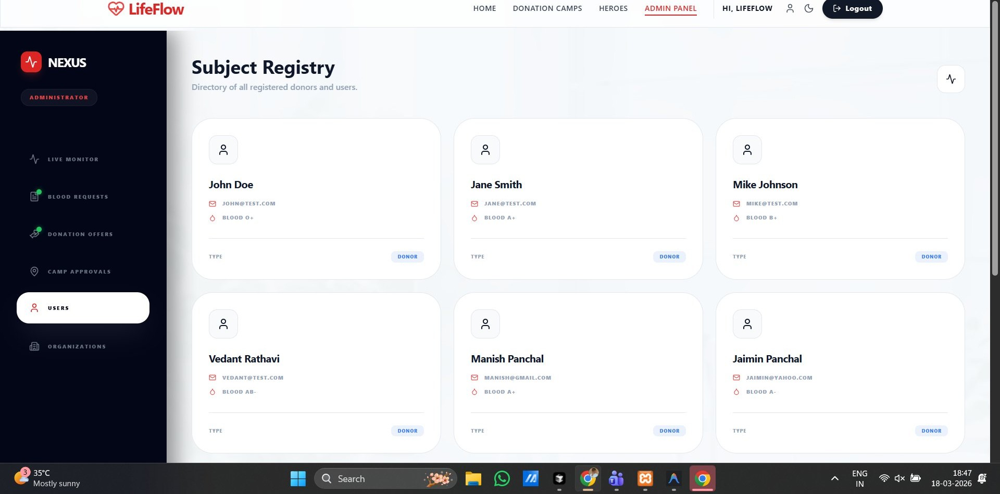 LifeFlow
HOME DONATION CAMPS HEROES ADMIN PANEL HI, LIFEFLOW Logout
NEXUS
ADMINISTRATOR
LIVE MONITOR
BLOOD REQUESTS
DONATION OFFERS
CAMP APPROVALS
USERS
ORGANIZATIONS
Subject Registry
Directory of all registered donors and users.
John Doe
JOHN@TEST.COM
BLOOD O+
TYPE DONOR
Jane Smith
JANE@TEST.COM
BLOOD A+
TYPE DONOR
Mike Johnson
MIKE@TEST.COM
BLOOD B+
TYPE DONOR
Vedant Rathavi
VEDANT@TEST.COM
BLOOD AB-
TYPE DONOR
Manish Panchal
MANISH@GMAIL.COM
BLOOD A+
TYPE DONOR
Jaimin Panchal
JAIMIN@YAHOO.COM
BLOOD A-
TYPE DONOR
3
35°C
Mostly sunny
Search
ENG
IN
18:47
18-03-2026